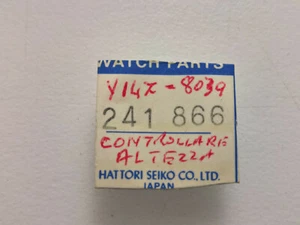 WATCH PARTS
Y14X-8039
241 866
CONTROLLARE
ALTEZZA
HATTORI SEIKO CO., LTD.
JAPAN